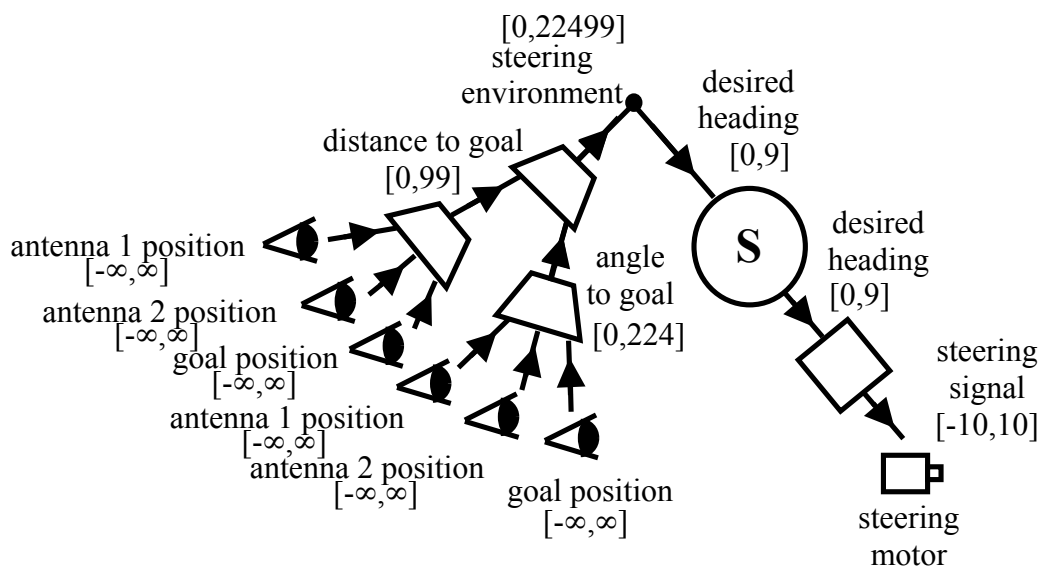 [0,22499]
steering
environment
desired
heading
[0,9]
distance to goal
[0,99]
antenna 1 position
[-∞,∞]
antenna 2 position
[-∞,∞]
goal position
[-∞,∞]
antenna 1 position
[-∞,∞]
antenna 2 position
[-∞,∞]
goal position
[-∞,∞]
angle
to goal
[0,224]
S
desired
heading
[0,9]
steering
signal
[-10,10]
steering
motor